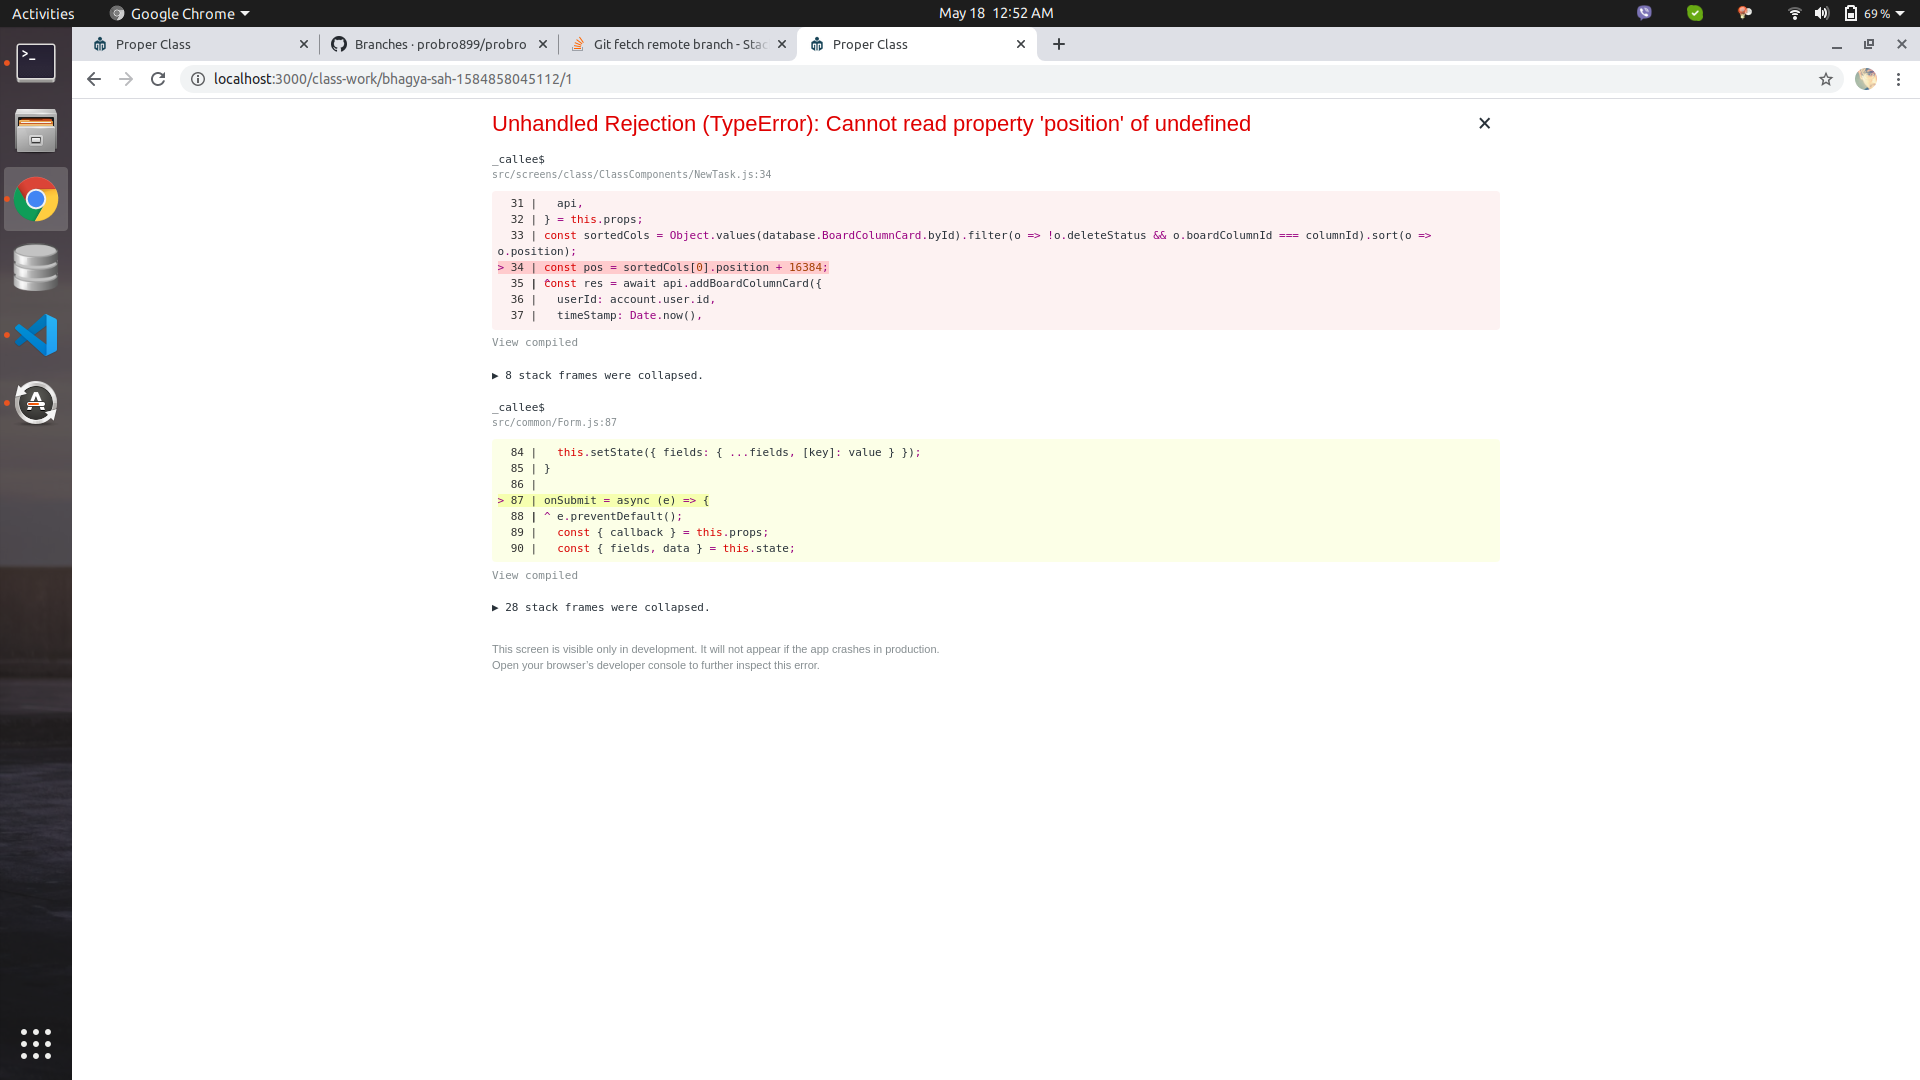 Activities
Google Chrome
May 18 12:52 AM
69 %
Proper Class
Branches · probro899/probro
Git fetch remote branch - Stac
Proper Class
localhost:3000/class-work/bhagya-sah-1584858045112/1
Unhandled Rejection (TypeError): Cannot read property 'position' of undefined
_callee$
src/screens/class/ClassComponents/NewTask.js:34
31 |   api,
32 | } = this.props;
33 | const sortedCols = Object.values(database.BoardColumnCard.byId).filter(o => !o.deleteStatus && o.boardColumnId === columnId).sort(o =>
o.position);
> 34 | const pos = sortedCols[0].position + 16384;
35 | ^const res = await api.addBoardColumnCard({
36 |   userId: account.user.id,
37 |   timeStamp: Date.now(),
View compiled
▶ 8 stack frames were collapsed.
_callee$
src/common/Form.js:87
84 |   this.setState({ fields: { ...fields, [key]: value } });
85 | }
86 |
> 87 | onSubmit = async (e) => {
88 | ^ e.preventDefault();
89 |   const { callback } = this.props;
90 |   const { fields, data } = this.state;
View compiled
▶ 28 stack frames were collapsed.
This screen is visible only in development. It will not appear if the app crashes in production.
Open your browser’s developer console to further inspect this error.